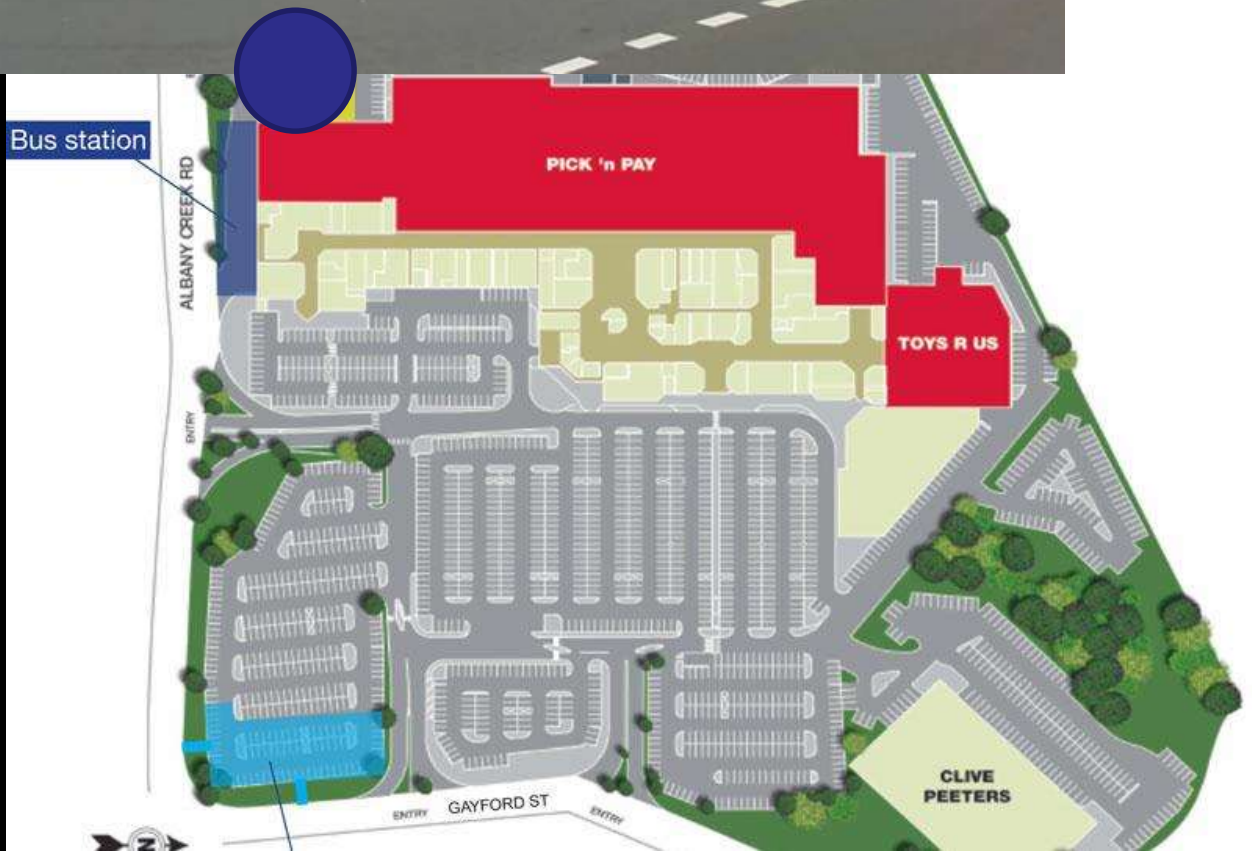 Bus station
ALBANY CREEK RD
PICK 'n PAY
TOYS R US
ENTRY
CLIVE
PEETERS
ENTRY
GAYFORD ST
ENTRY
N